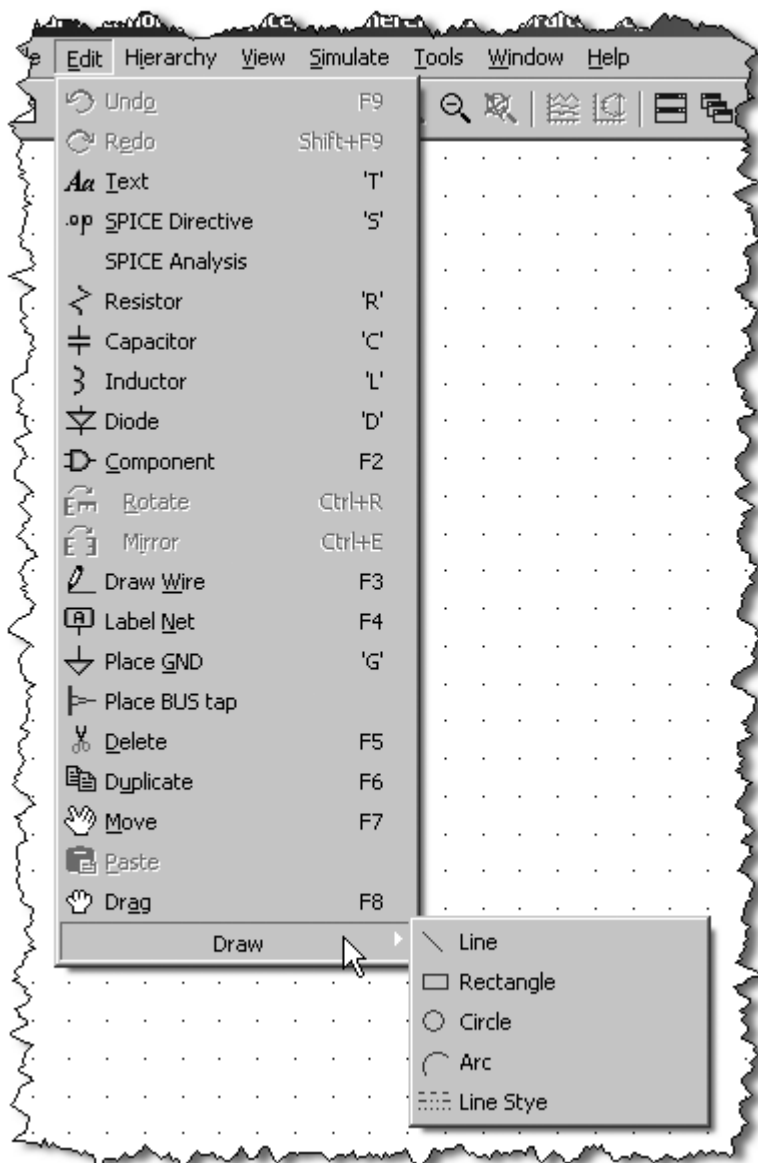 Edit Hierarchy View Simulate Tools Window Help
Undo F9
Redo Shift+F9
Aa Text 'T'
.op SPICE Directive 'S'
SPICE Analysis
Resistor 'R'
Capacitor 'C'
Inductor 'L'
Diode 'D'
Component F2
Rotate Ctrl+R
Mirror Ctrl+E
Draw Wire F3
A Label Net F4
Place GND 'G'
Place BUS tap
Delete F5
Duplicate F6
Move F7
Paste
Drag F8
Draw
Line
Rectangle
Circle
Arc
Line Stye